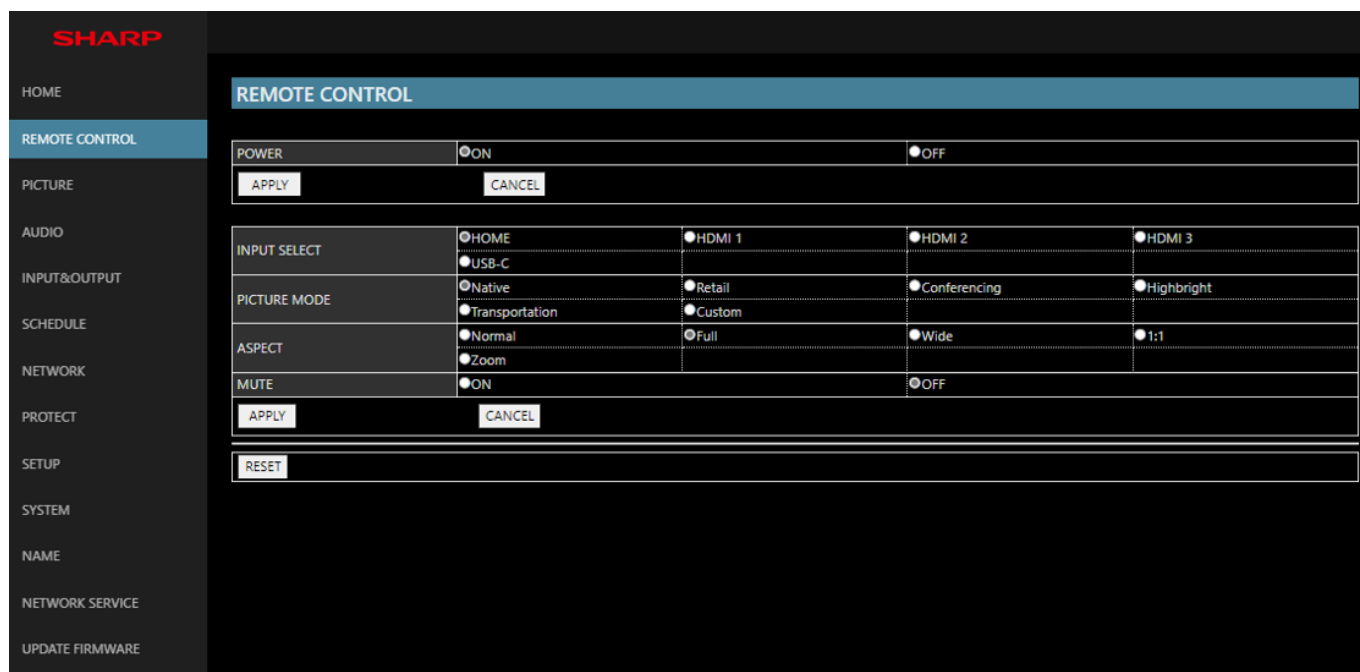 SHARP
HOME
REMOTE CONTROL
PICTURE
AUDIO
INPUT&OUTPUT
SCHEDULE
NETWORK
PROTECT
SETUP
SYSTEM
NAME
NETWORK SERVICE
UPDATE FIRMWARE
REMOTE CONTROL
POWER ON OFF
APPLY CANCEL
INPUT SELECT HOME HDMI 1 HDMI 2 HDMI 3
USB-C
PICTURE MODE Native Retail Conferencing Highbright
Transportation Custom
ASPECT Normal Full Wide 1:1
Zoom
MUTE ON OFF
APPLY CANCEL
RESET